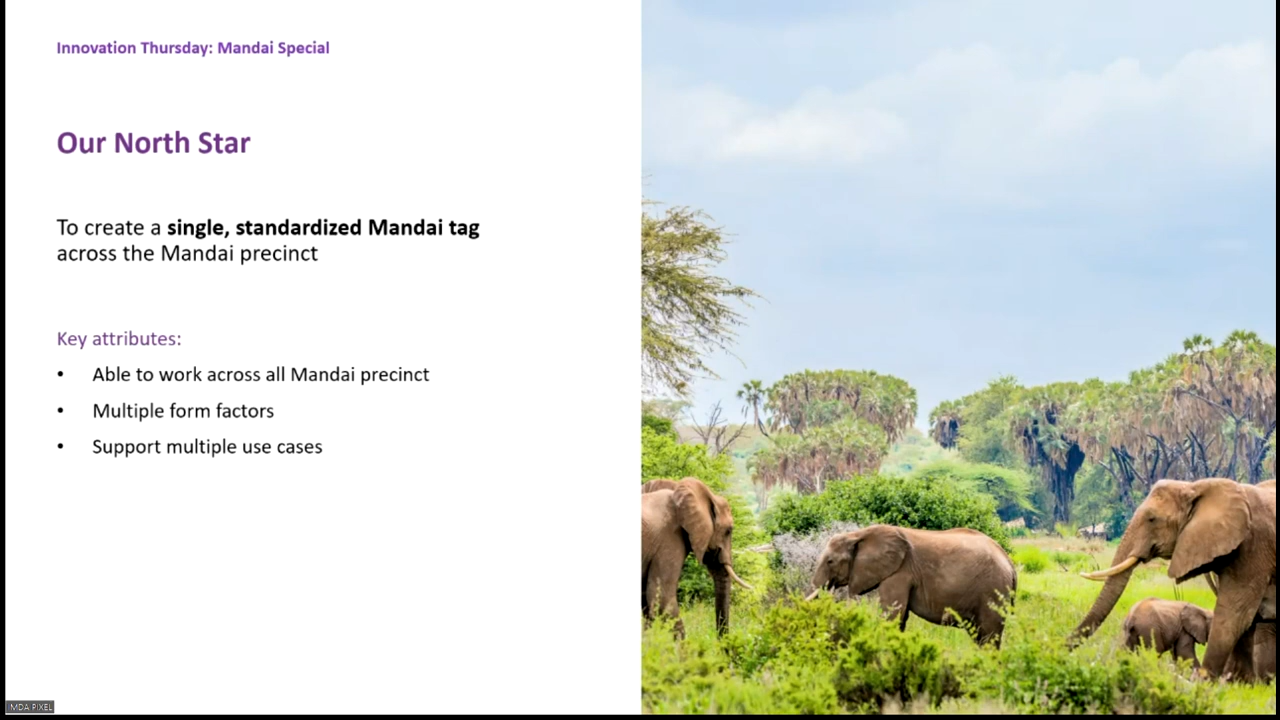 Innovation Thursday: Mandai Special
Our North Star
To create a single, standardized Mandai tag
across the Mandai precinct
Key attributes:
• Able to work across all Mandai precinct
• Multiple form factors
• Support multiple use cases
IMDA PIXEL